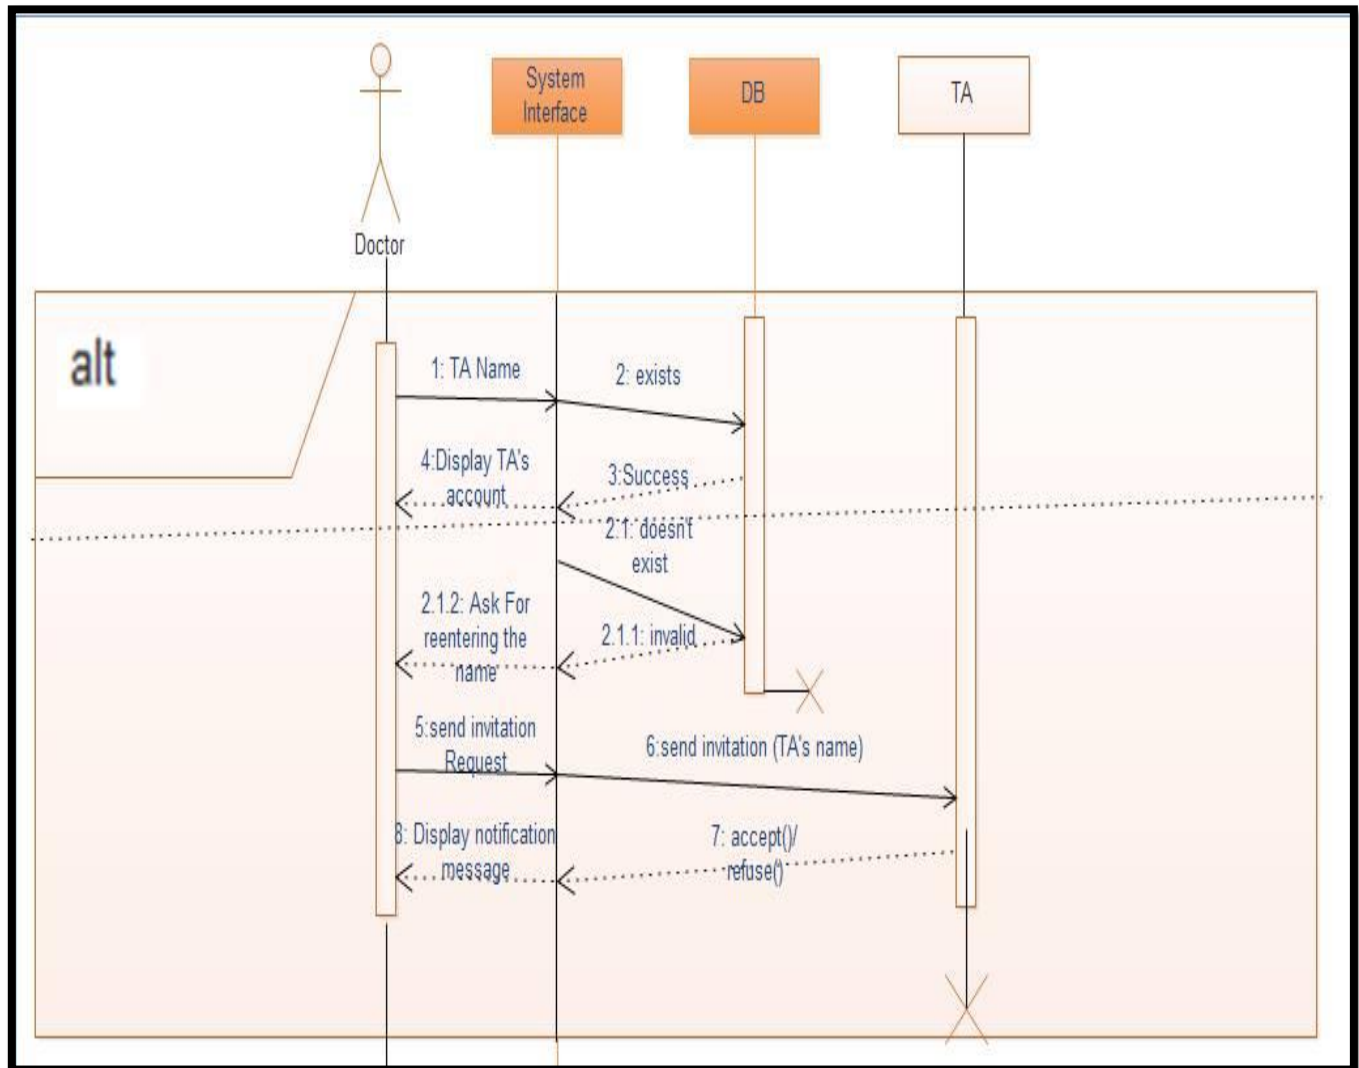 System
Interface
DB
TA
Doctor
alt
1: TA Name
2: exists
4:Display TA's
account
3:Success
2.1: doesn't
exist
2.1.2: Ask For
reentering the
name
2.1.1: invalid
5:send invitation
Request
6:send invitation (TA's name)
8: Display notification
message
7: accept()/
refuse()